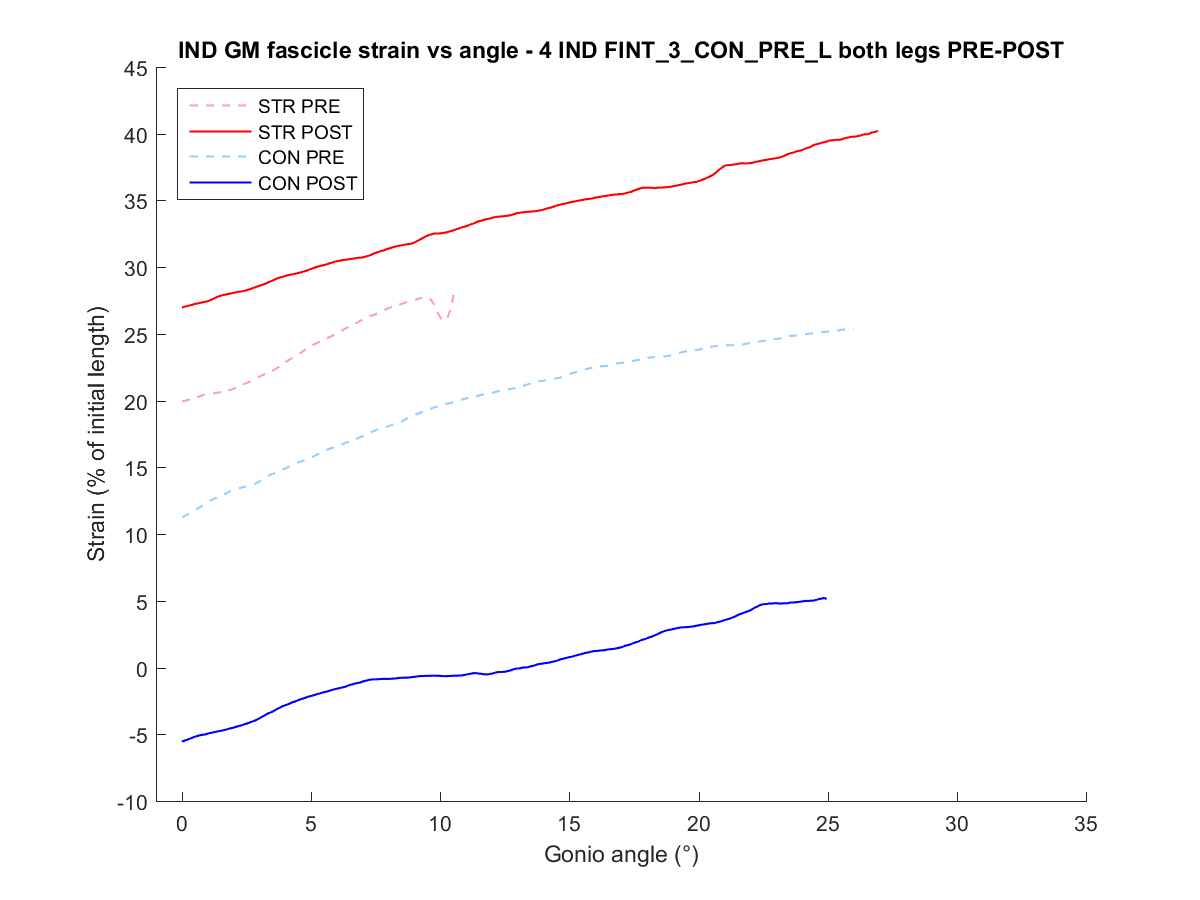 IND GM fascicle strain vs angle - 4 IND FINT_3_CON_PRE_L both legs PRE-POST
45
40
35
30
25
20
15
10
5
0
-5
-10
STR PRE
STR POST
CON PRE
CON POST
Strain (% of initial length)
0 5 10 15 20 25 30 35
Gonio angle (°)